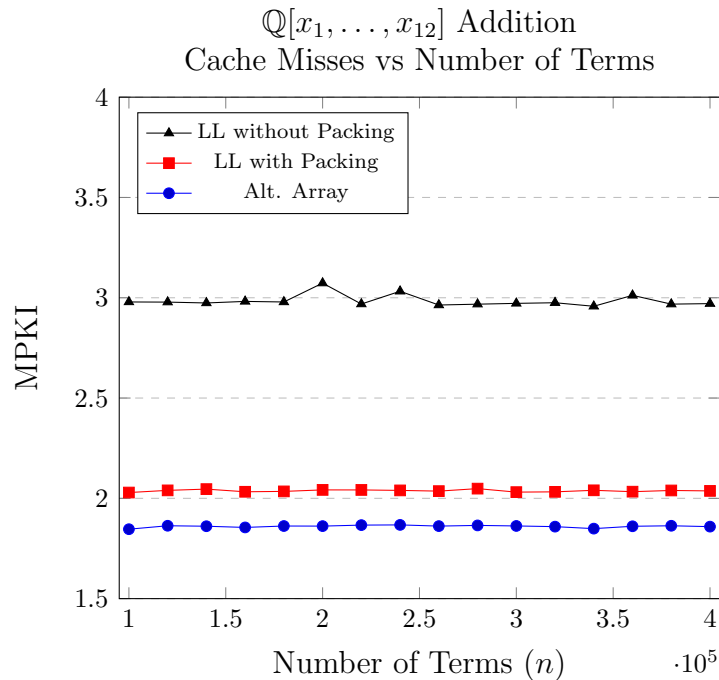 ℚ[x₁, . . . , x₁₂] Addition
Cache Misses vs Number of Terms
LL without Packing
LL with Packing
Alt. Array
MPKI
4
3.5
3
2.5
2
1.5
1 1.5 2 2.5 3 3.5 4
Number of Terms (n)
·10⁵